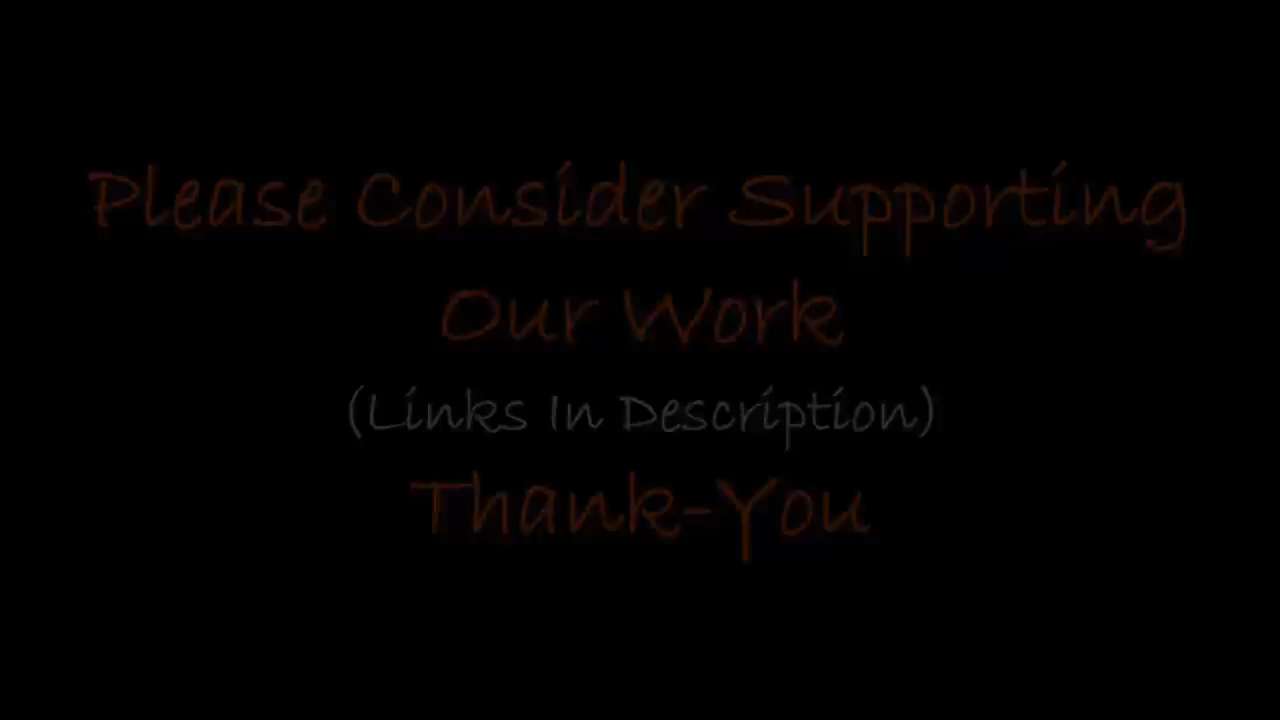 Please Consider Supporting
Our Work
(Links In Description)
Thank-You